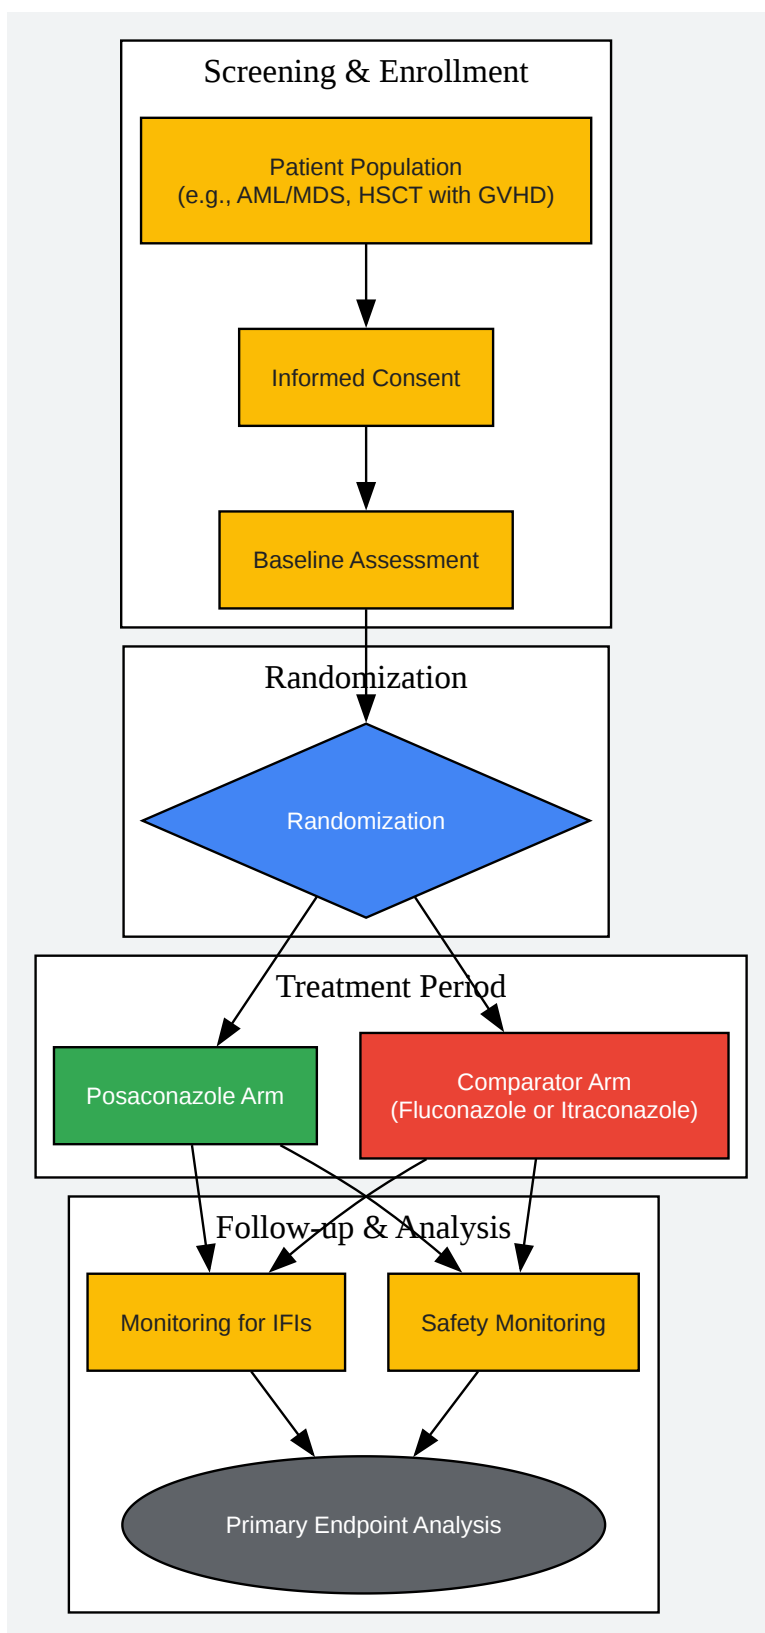 Screening & Enrollment
Patient Population
(e.g., AML/MDS, HSCT with GVHD)
Informed Consent
Baseline Assessment
Randomization
Randomization
Treatment Period
Posaconazole Arm
Comparator Arm
(Fluconazole or Itraconazole)
Follow-up & Analysis
Monitoring for IFIs
Safety Monitoring
Primary Endpoint Analysis